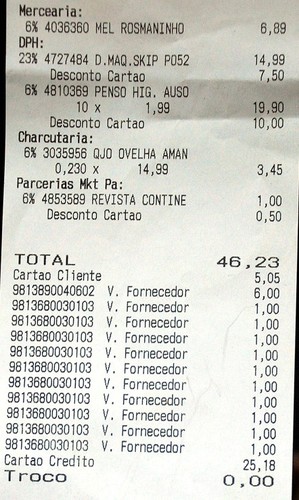 Mercearia:
6% 4036360 MEL ROSMANINHO 6,89
DPH:
23% 4727484 D.MAQ.SKIP PO52 14,99
Desconto Cartao 7,50
6% 4810369 PENSO HIG. AUSO
10 x 1,99 19,90
Desconto Cartao 10,00
Charcutaria:
6% 3035956 QJO OVELHA AMAN
0,230 x 14,99 3,45
Parcerias Mkt Pa:
6% 4853589 REVISTA CONTINE 1,00
Desconto Cartao 0,50
TOTAL 46,23
Cartao Cliente 5,05
9813890040602 V. Fornecedor 6,00
9813680030103 V. Fornecedor 1,00
9813680030103 V. Fornecedor 1,00
9813680030103 V. Fornecedor 1,00
9813680030103 V. Fornecedor 1,00
9813680030103 V. Fornecedor 1,00
9813680030103 V. Fornecedor 1,00
9813680030103 V. Fornecedor 1,00
9813680030103 V. Fornecedor 1,00
9813680030103 V. Fornecedor 1,00
9813680030103 V. Fornecedor 1,00
Cartao Credito 25,18
Troco 0,00